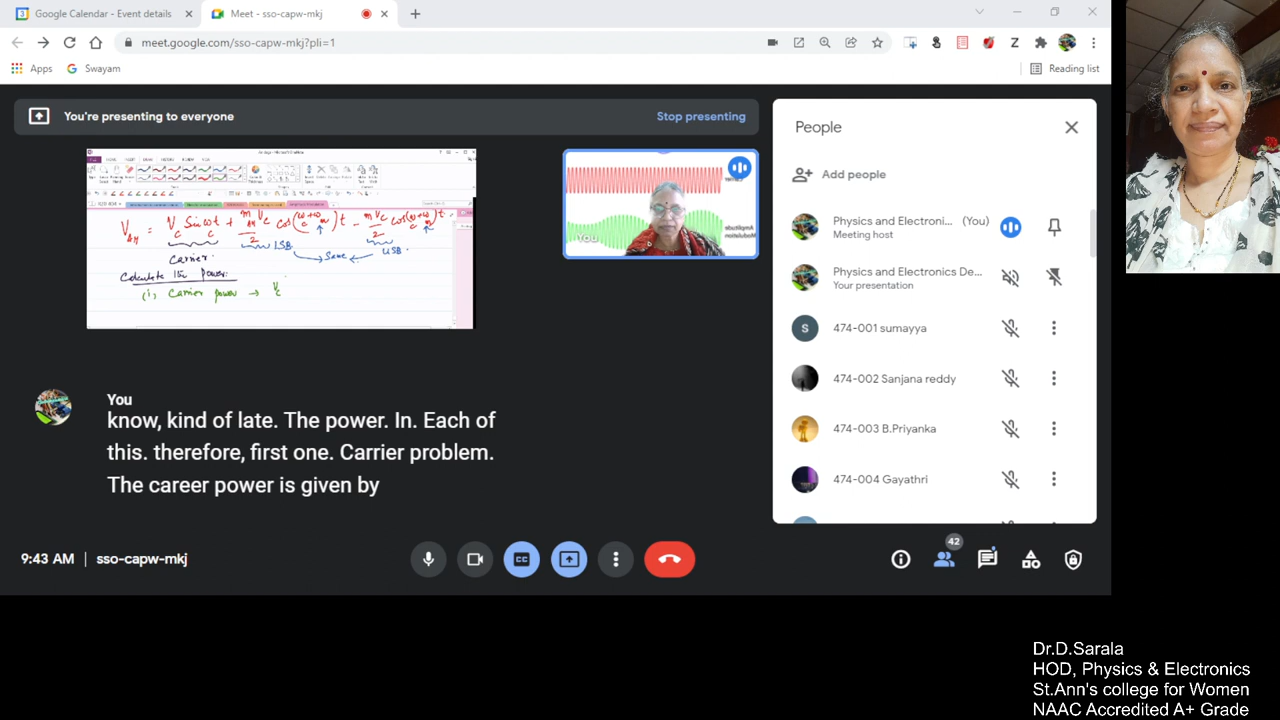 Google Calendar - Event details
Meet - sso-capw-mkj
meet.google.com/sso-capw-mkj?pli=1
Apps
Swayam
Reading list
You're presenting to everyone
Stop presenting
People
Add people
Physics and Electroni... (You)
Meeting host
Physics and Electronics De...
Your presentation
474-001 sumayya
474-002 Sanjana reddy
474-003 B.Priyanka
474-004 Gayathri
Carrier
LSB
Same
USB
Calculate the Power:
(i) Carrier power → Vc
YOU
You
know, kind of late. The power. In. Each of
this. therefore, first one. Carrier problem.
The career power is given by
9:43 AM | sso-capw-mkj
CC
42
Dr.D.Sarala
HOD, Physics & Electronics
St.Ann's college for Women
NAAC Accredited A+ Grade